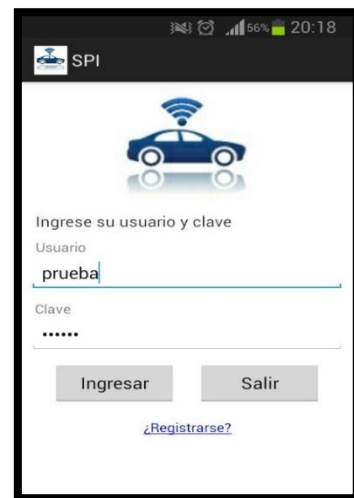 56% 20:18
SPI
Ingrese su usuario y clave
Usuario
prueba
Clave
••••••
Ingresar Salir
¿Registrarse?